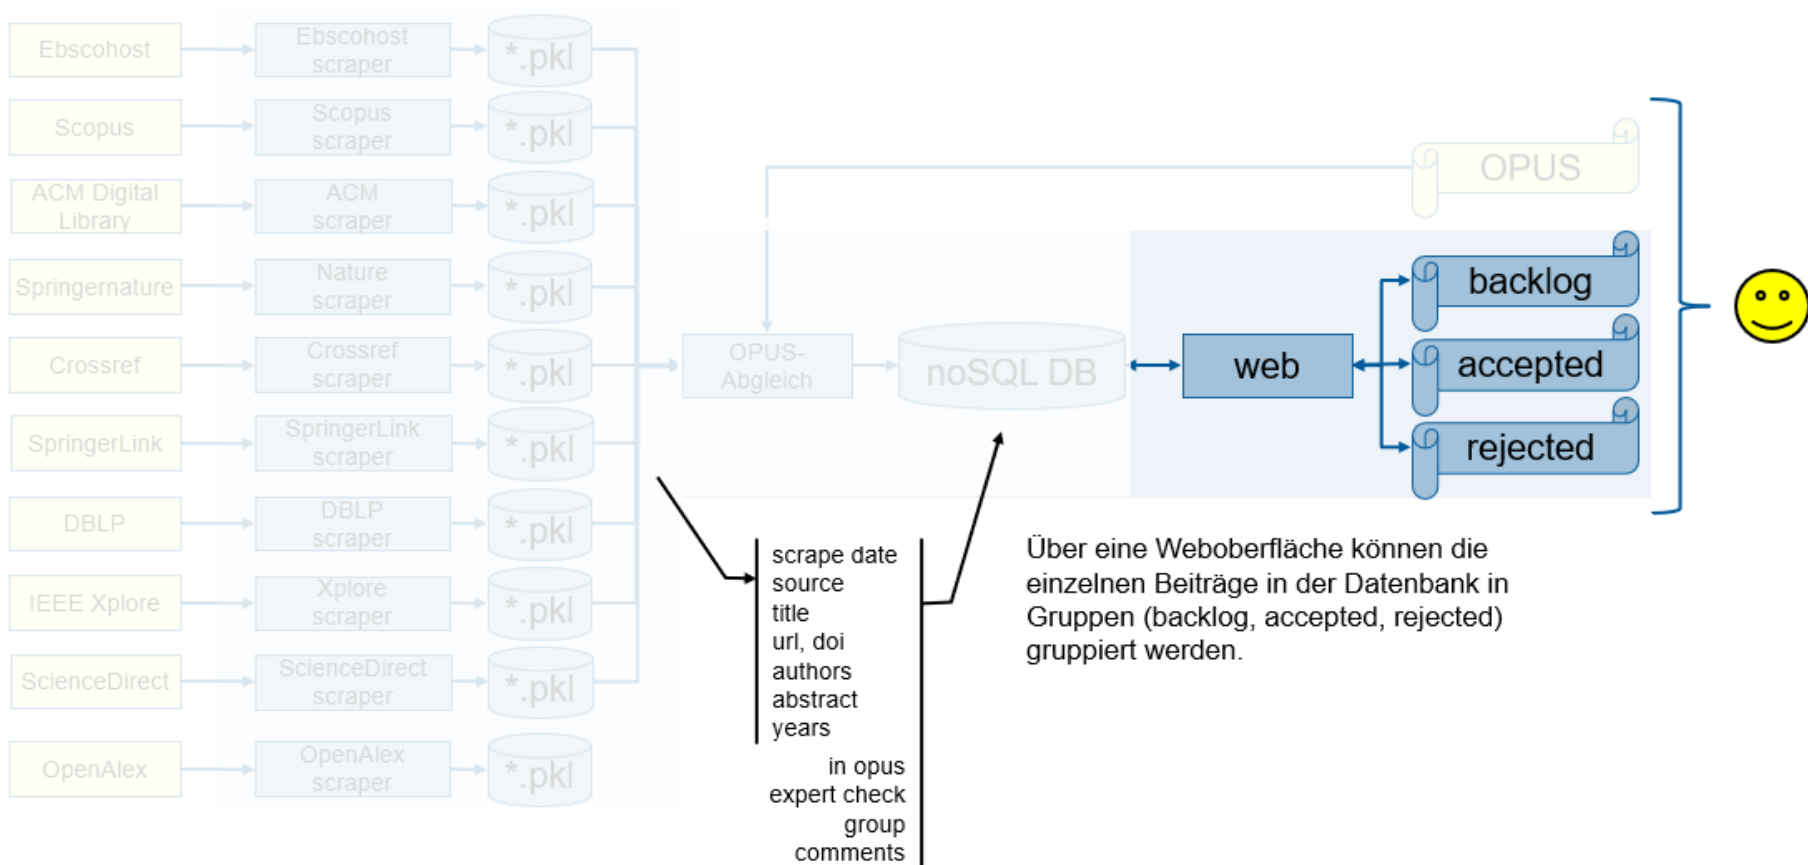 Ebscohost
Ebscohost
scraper
*.pkl
Scopus
Scopus
scraper
*.pkl
ACM Digital
Library
ACM
scraper
*.pkl
Springernature
Nature
scraper
*.pkl
Crossref
Crossref
scraper
*.pkl
SpringerLink
SpringerLink
scraper
*.pkl
DBLP
DBLP
scraper
*.pkl
IEEE Xplore
Xplore
scraper
*.pkl
ScienceDirect
ScienceDirect
scraper
*.pkl
OpenAlex
OpenAlex
scraper
*.pkl
OPUS-
Abgleich
noSQL DB
web
OPUS
backlog
accepted
rejected
scrape date
source
title
url, doi
authors
abstract
years
in opus
expert check
group
comments
Über eine Weboberfläche können die
einzelnen Beiträge in der Datenbank in
Gruppen (backlog, accepted, rejected)
gruppiert werden.